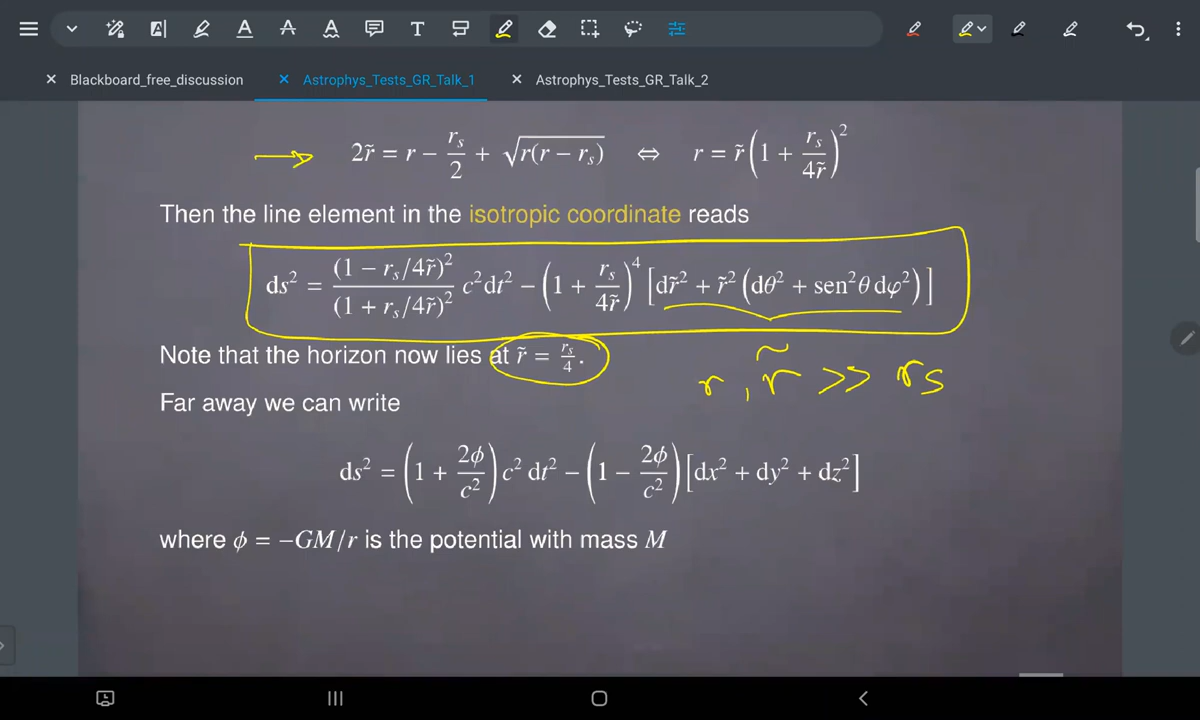 Blackboard_free_discussion Astrophys_Tests_GR_Talk_1 Astrophys_Tests_GR_Talk_2
2r̃ = r − r_s/2 + √(r(r − r_s)) ⇔ r = r̃(1 + r_s/4r̃)²
Then the line element in the isotropic coordinate reads
ds² = (1 − r_s/4r̃)²/(1 + r_s/4r̃)² c²dt² − (1 + r_s/4r̃)⁴ [dr̃² + r̃² (dθ² + sen²θ dφ²)]
Note that the horizon now lies at r̃ = r_s/4.
r , r̃ >> r_s
Far away we can write
ds² = (1 + 2ϕ/c²) c² dt² − (1 − 2ϕ/c²) [dx² + dy² + dz²]
where ϕ = −GM/r is the potential with mass M